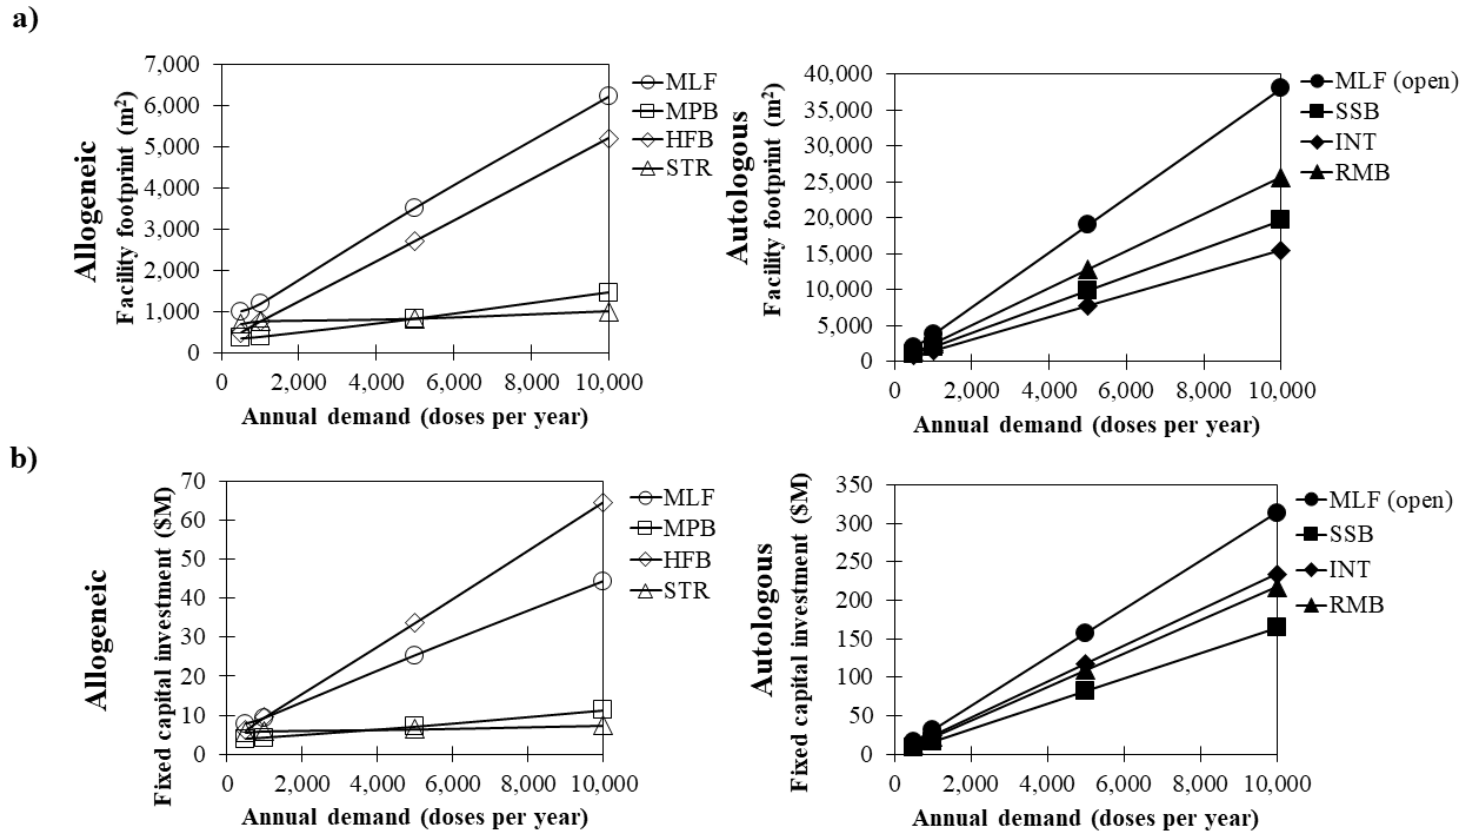 a)
Allogeneic
Facility footprint (m²)
7,000
6,000
5,000
4,000
3,000
2,000
1,000
0
0 2,000 4,000 6,000 8,000 10,000
Annual demand (doses per year)
MLF
MPB
HFB
STR
Autologous
Facility footprint (m²)
40,000
35,000
30,000
25,000
20,000
15,000
10,000
5,000
0
0 2,000 4,000 6,000 8,000 10,000
Annual demand (doses per year)
MLF (open)
SSB
INT
RMB
b)
Allogeneic
Fixed capital investment ($M)
70
60
50
40
30
20
10
0
0 2,000 4,000 6,000 8,000 10,000
Annual demand (doses per year)
MLF
MPB
HFB
STR
Autologous
Fixed capital investment ($M)
350
300
250
200
150
100
50
0
0 2,000 4,000 6,000 8,000 10,000
Annual demand (doses per year)
MLF (open)
SSB
INT
RMB